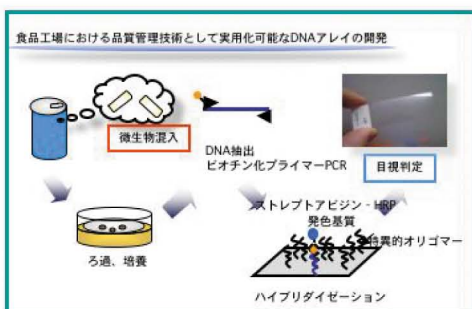 食品工場における品質管理技術として実用化可能なDNAアレイの開発
微生物混入
DNA抽出
ビオチン化プライマーPCR
目視判定
ろ過、培養
ストレプトアビジン - HRP
発色基質
特異的オリゴマー
ハイブリダイゼーション